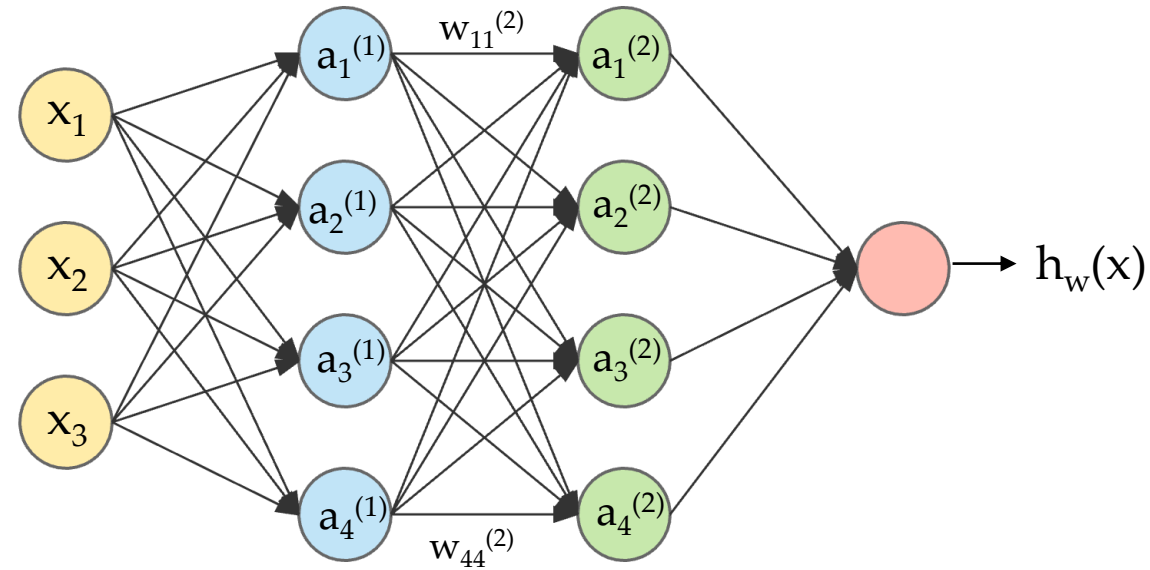 x₁
x₂
x₃
a₁⁽¹⁾
a₂⁽¹⁾
a₃⁽¹⁾
a₄⁽¹⁾
w₁₁⁽²⁾
w₄₄⁽²⁾
a₁⁽²⁾
a₂⁽²⁾
a₃⁽²⁾
a₄⁽²⁾
h_w(x)